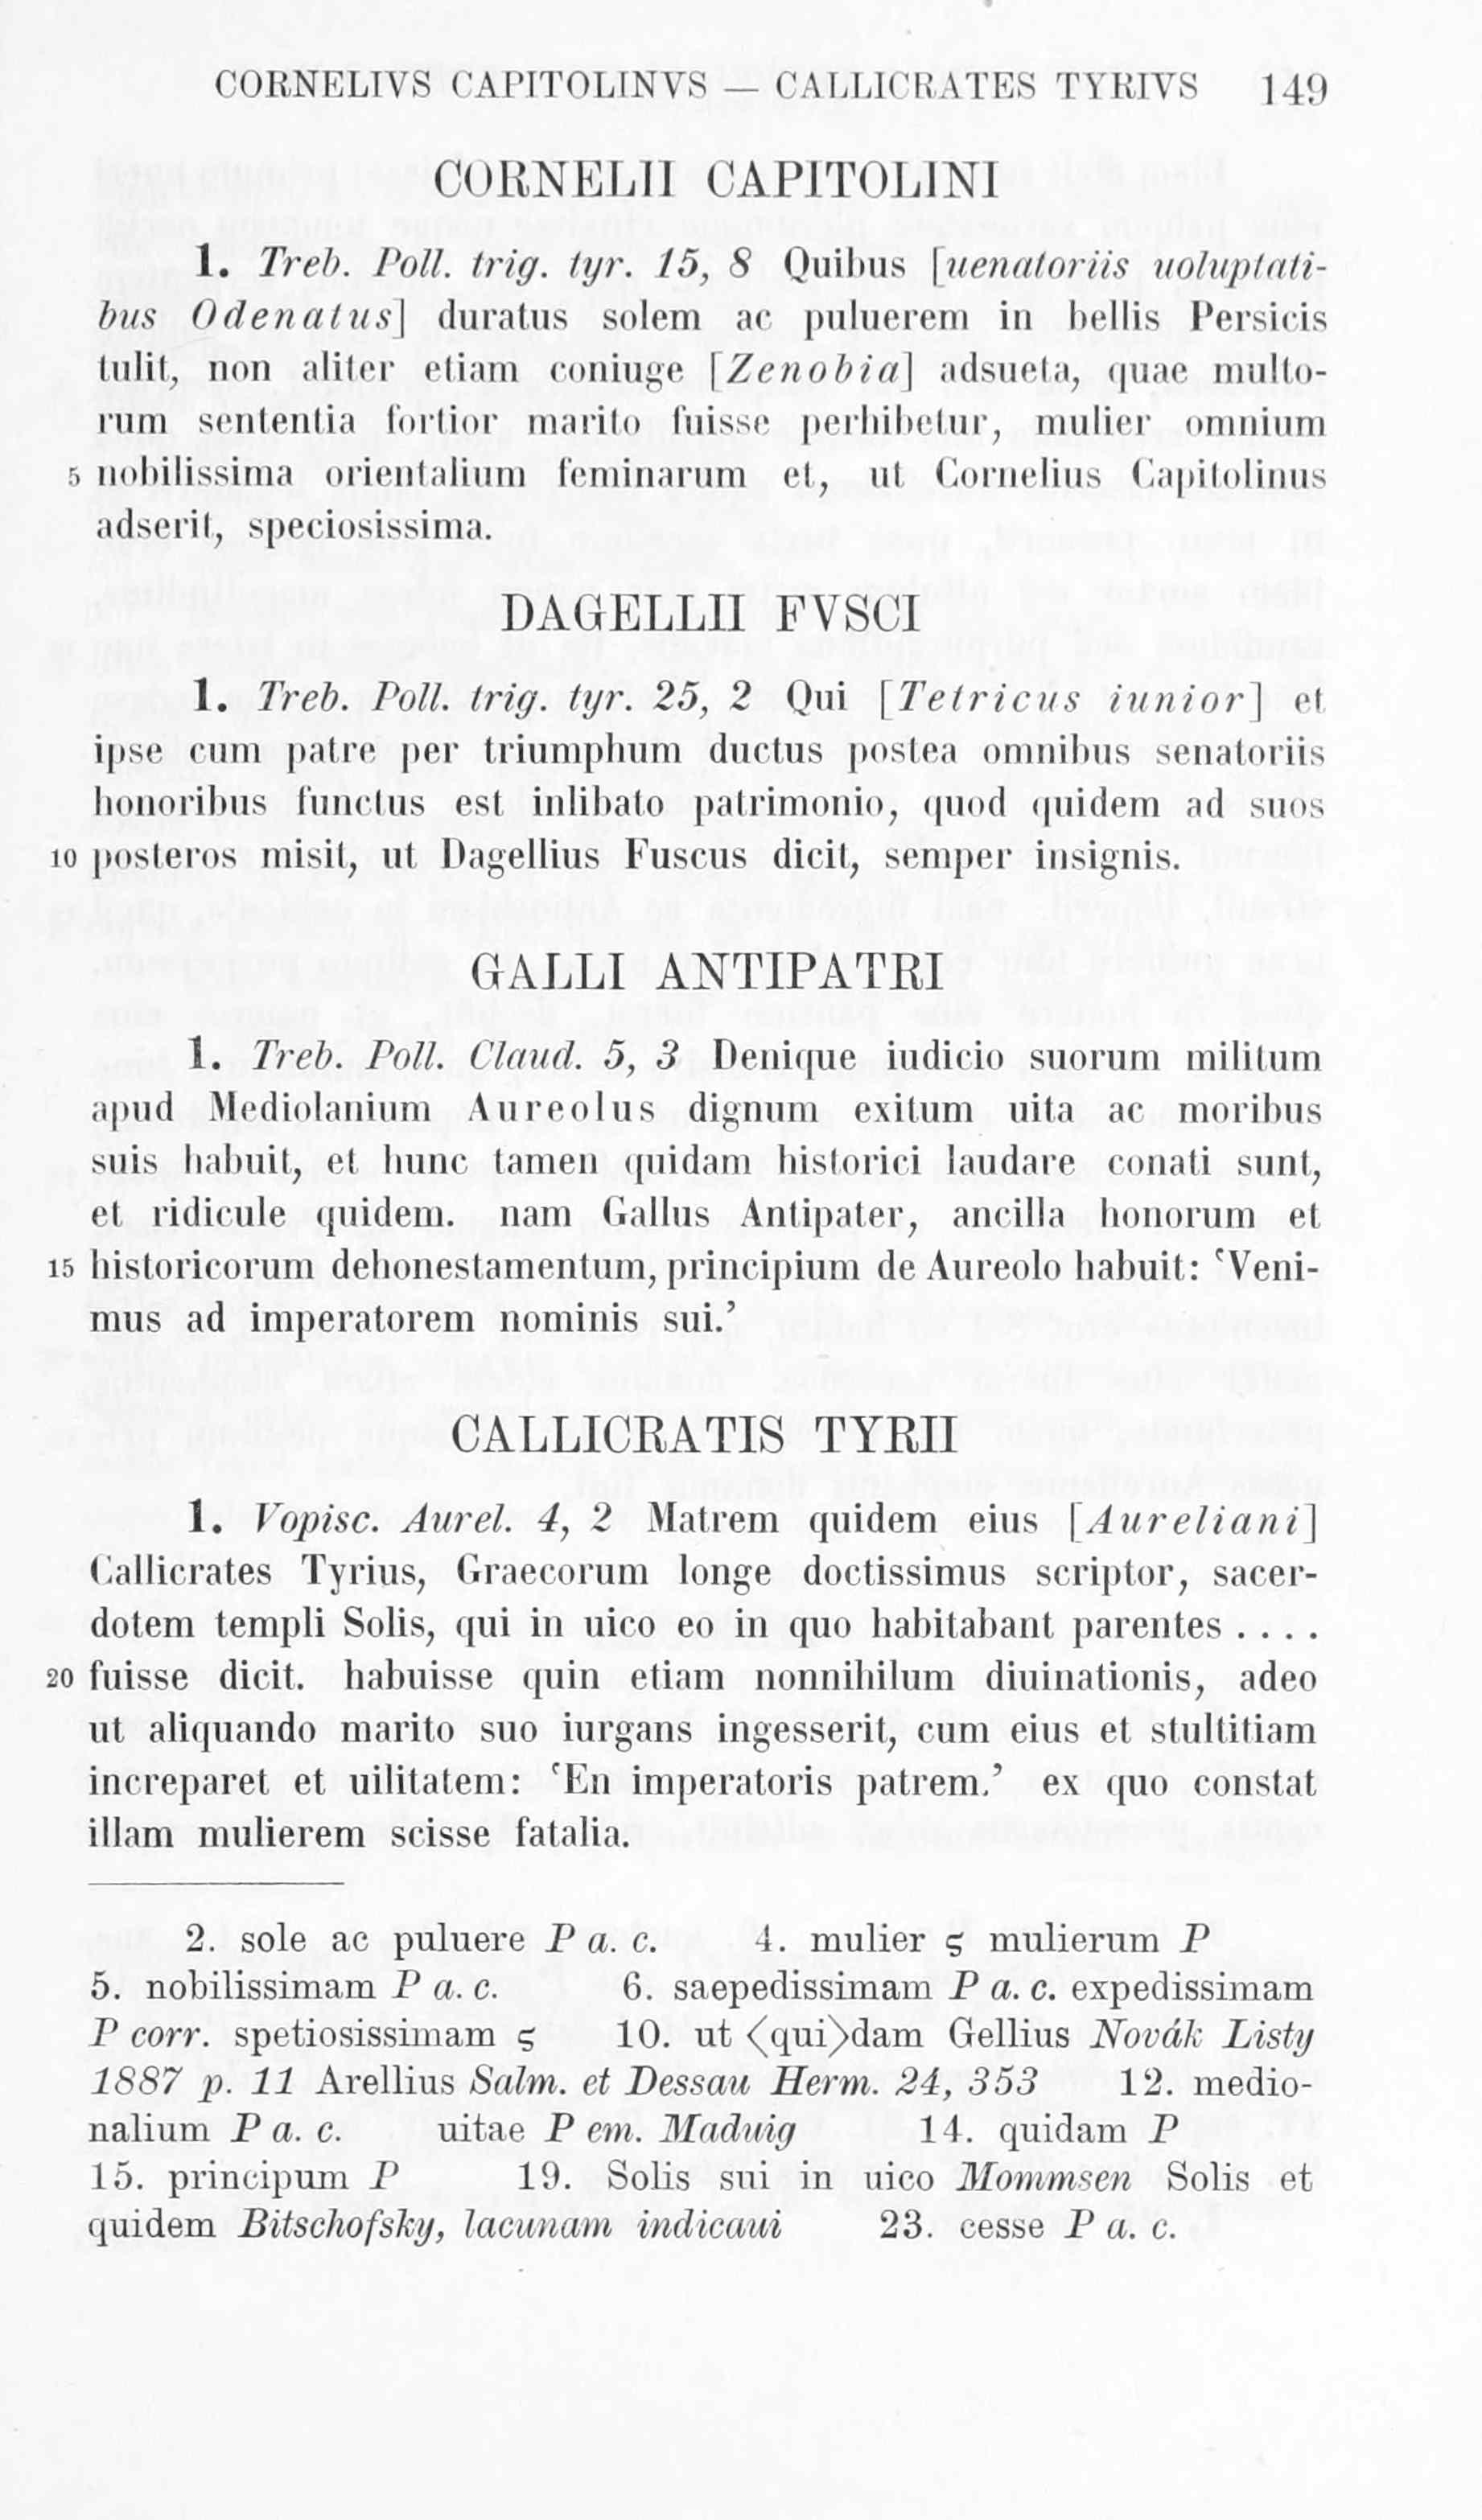 CORNELIVS CAPITOLINVS — CALLICRATES TYRIVS 149
CORNELII CAPITOLINI
1. Treb. Poll. trig. tyr. 15, 8 Quibus [uenatoriis uoluptati-
bus Odenatus] duratus solem ac puluerem in bellis Persicis
tulit, non aliter etiam coniuge [Zenobia] adsueta, quae multo-
rum sententia fortior marito fuisse perhibetur, mulier omnium
5 nobilissima orientalium feminarum et, ut Cornelius Capitolinus
adserit, speciosissima.
DAGELLII FVSCI
1. Treb. Poll. trig. tyr. 25, 2 Qui [Tetricus iunior] et
ipse cum patre per triumphum ductus postea omnibus senatoriis
honoribus functus est inlibato patrimonio, quod quidem ad suos
10 posteros misit, ut Dagellius Fuscus dicit, semper insignis.
GALLI ANTIPATRI
1. Treb. Poll. Claud. 5, 3 Denique iudicio suorum militum
apud Mediolanium Aureolus dignum exitum uita ac moribus
suis habuit, et hunc tamen quidam historici laudare conati sunt,
et ridicule quidem. nam Gallus Antipater, ancilla honorum et
15 historicorum dehonestamentum, principium de Aureolo habuit: ‘Veni-
mus ad imperatorem nominis sui.’
CALLICRATIS TYRII
1. Vopisc. Aurel. 4, 2 Matrem quidem eius [Aureliani]
Callicrates Tyrius, Graecorum longe doctissimus scriptor, sacer-
dotem templi Solis, qui in uico eo in quo habitabant parentes ....
20 fuisse dicit. habuisse quin etiam nonnihilum diuinationis, adeo
ut aliquando marito suo iurgans ingesserit, cum eius et stultitiam
increparet et uilitatem: ‘En imperatoris patrem.’ ex quo constat
illam mulierem scisse fatalia.
2. sole ac puluere P a. c. 4. mulier ς mulierum P
5. nobilissimam P a. c. 6. saepedissimam P a. c. expedissimam
P corr. spetiosissimam ς 10. ut ⟨qui⟩dam Gellius Novák Listy
1887 p. 11 Arellius Salm. et Dessau Herm. 24, 353 12. medio-
nalium P a. c. uitae P em. Maduig 14. quidam P
15. principum P 19. Solis sui in uico Mommsen Solis et
quidem Bitschofsky, lacunam indicaui 23. cesse P a. c.